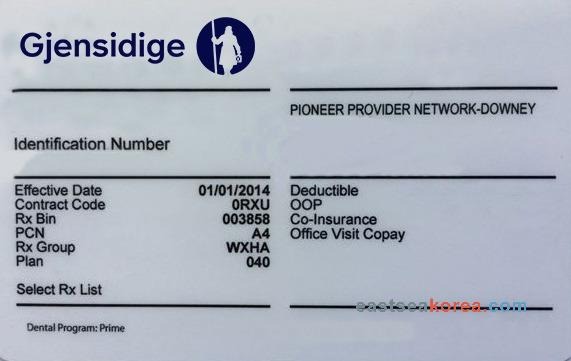 Gjensidige
PIONEER PROVIDER NETWORK-DOWNEY
Identification Number
Effective Date 01/01/2014
Contract Code 0RXU
Rx Bin 003858
PCN A4
Rx Group WXHA
Plan 040
Deductible
OOP
Co-Insurance
Office Visit Copay
Select Rx List
eastseakorea.com
Dental Program: Prime